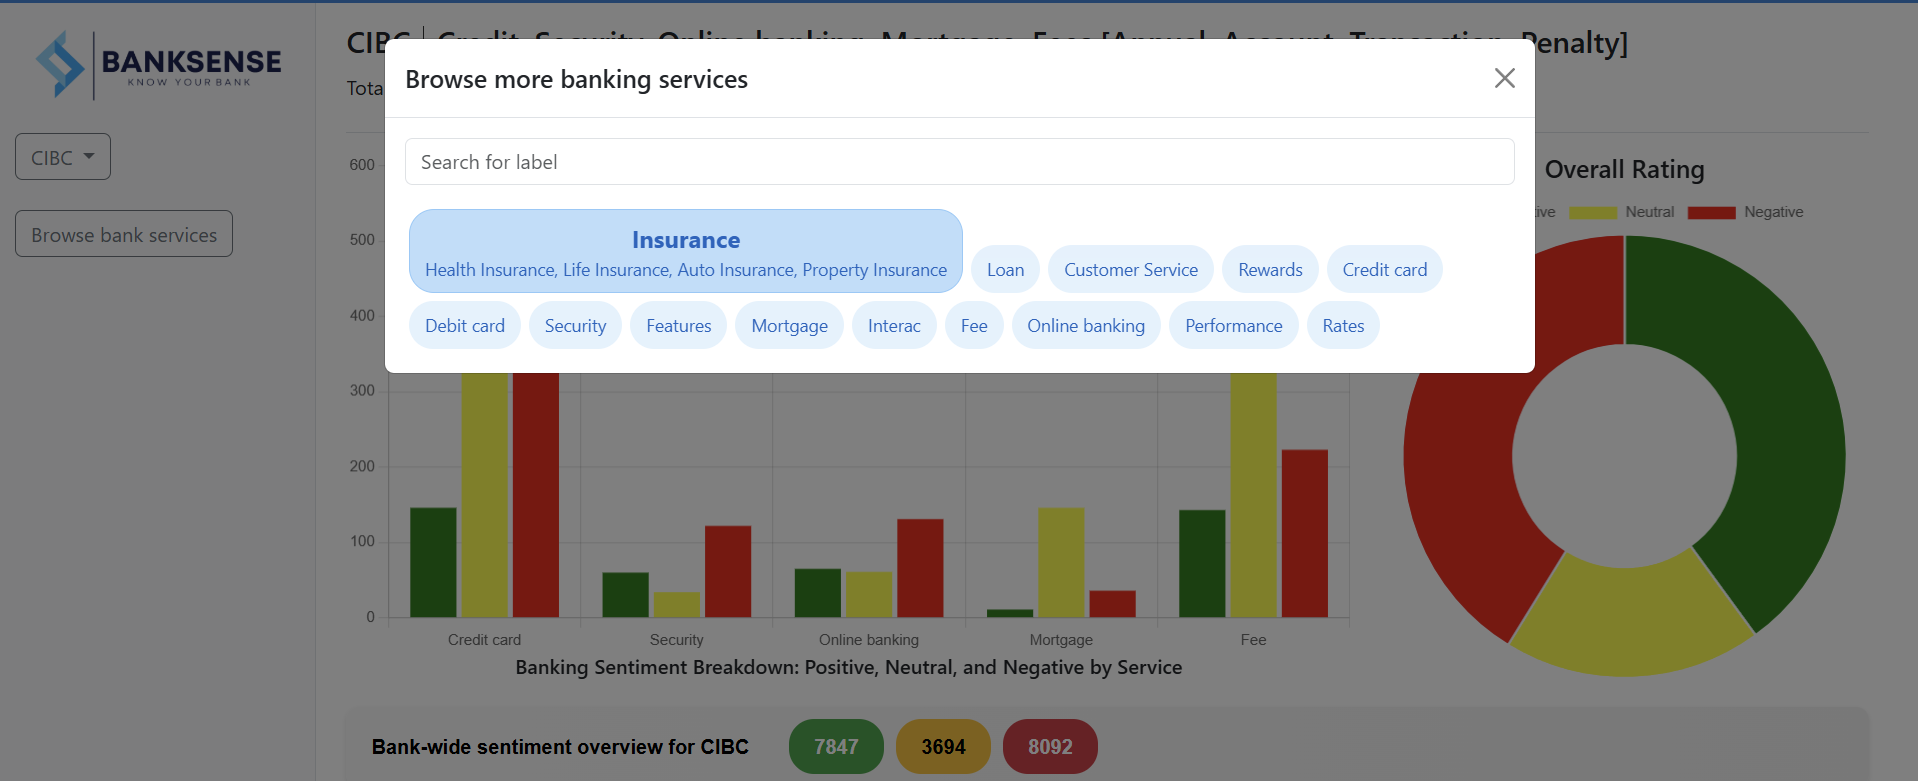 BANKSENSE
KNOW YOUR BANK
CIBC
Browse bank services
CIBC
Penalty]
Tota
Browse more banking services
Search for label
Insurance
Health Insurance, Life Insurance, Auto Insurance, Property Insurance
Loan
Customer Service
Rewards
Credit card
Debit card
Security
Features
Mortgage
Interac
Fee
Online banking
Performance
Rates
600
500
400
300
200
100
0
Credit card
Security
Online banking
Mortgage
Fee
Banking Sentiment Breakdown: Positive, Neutral, and Negative by Service
Overall Rating
ive
Neutral
Negative
Bank-wide sentiment overview for CIBC
7847
3694
8092